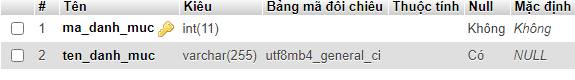 # Tên Kiểu Bảng mã đối chiếu Thuộc tính Null Mặc định
1 ma_danh_muc int(11) Không Không
2 ten_danh_muc varchar(255) utf8mb4_general_ci Có NULL